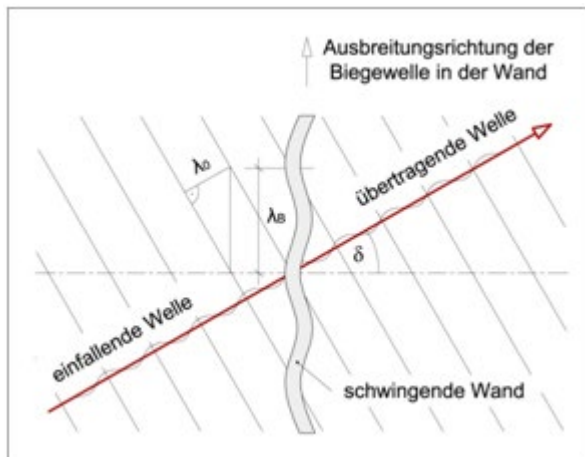 Ausbreitungsrichtung der
Biegewelle in der Wand
λ₀
λB
übertragende Welle
δ
einfallende Welle
schwingende Wand